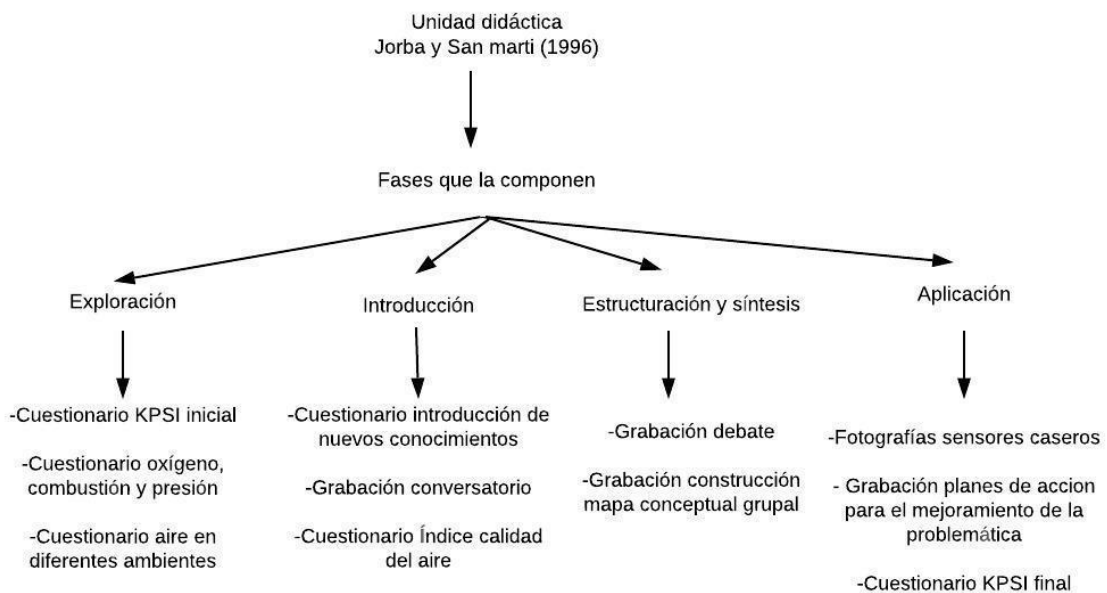 Unidad didáctica
Jorba y San marti (1996)
Fases que la componen
Exploración
Introducción
Estructuración y síntesis
Aplicación
-Cuestionario KPSI inicial
-Cuestionario oxígeno,
combustión y presión
-Cuestionario aire en
diferentes ambientes
-Cuestionario introducción de
nuevos conocimientos
-Grabación conversatorio
-Cuestionario Índice calidad
del aire
-Grabación debate
-Grabación construcción
mapa conceptual grupal
-Fotografías sensores caseros
- Grabación planes de accion
para el mejoramiento de la
problemática
-Cuestionario KPSI final